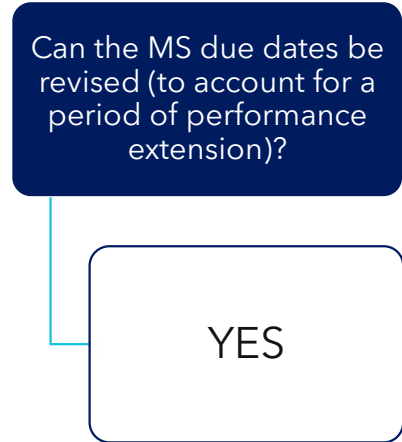 Can the MS due dates be
revised (to account for a
period of performance
extension)?
YES